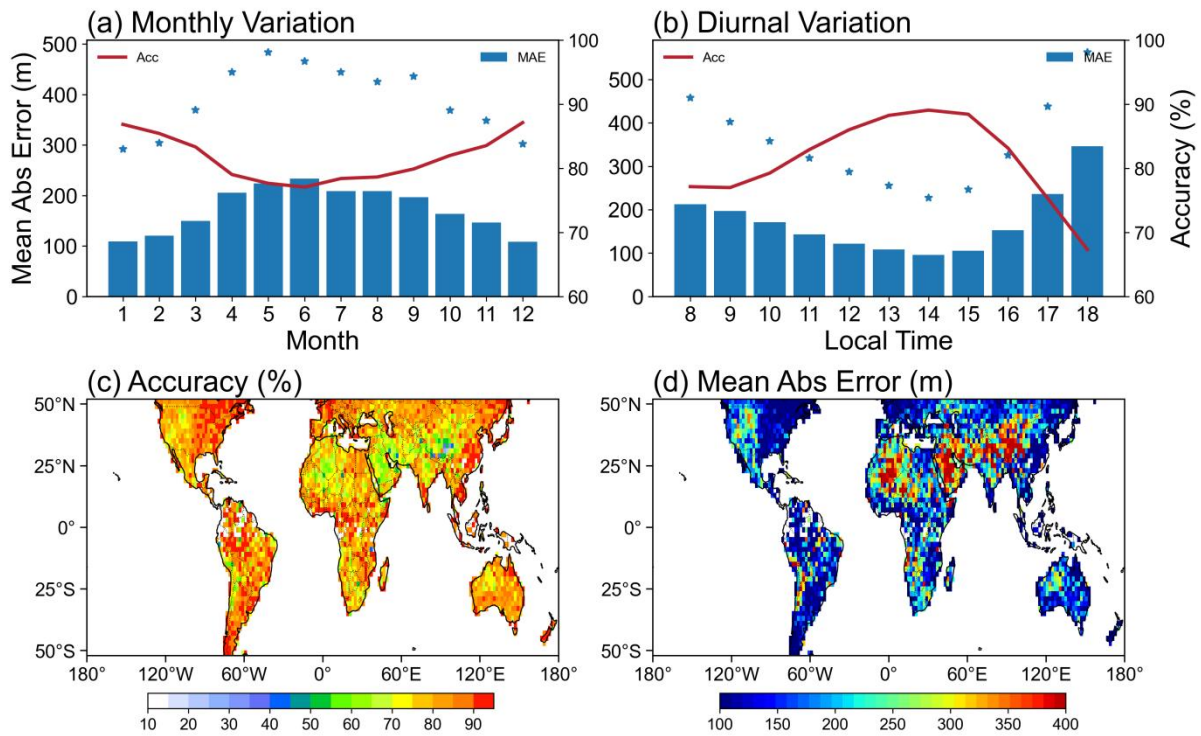 (a) Monthly Variation
Mean Abs Error (m)
500
400
300
200
100
0
Acc
MAE
100
90
80
70
60
1 2 3 4 5 6 7 8 9 10 11 12
Month
(b) Diurnal Variation
500
400
300
200
100
0
Acc
MAE
100
90
80
70
60
Accuracy (%)
8 9 10 11 12 13 14 15 16 17 18
Local Time
(c) Accuracy (%)
50°N
25°N
0°
25°S
50°S
180° 120°W 60°W 0° 60°E 120°E 180°
10 20 30 40 50 60 70 80 90
(d) Mean Abs Error (m)
50°N
25°N
0°
25°S
50°S
180° 120°W 60°W 0° 60°E 120°E 180°
100 150 200 250 300 350 400